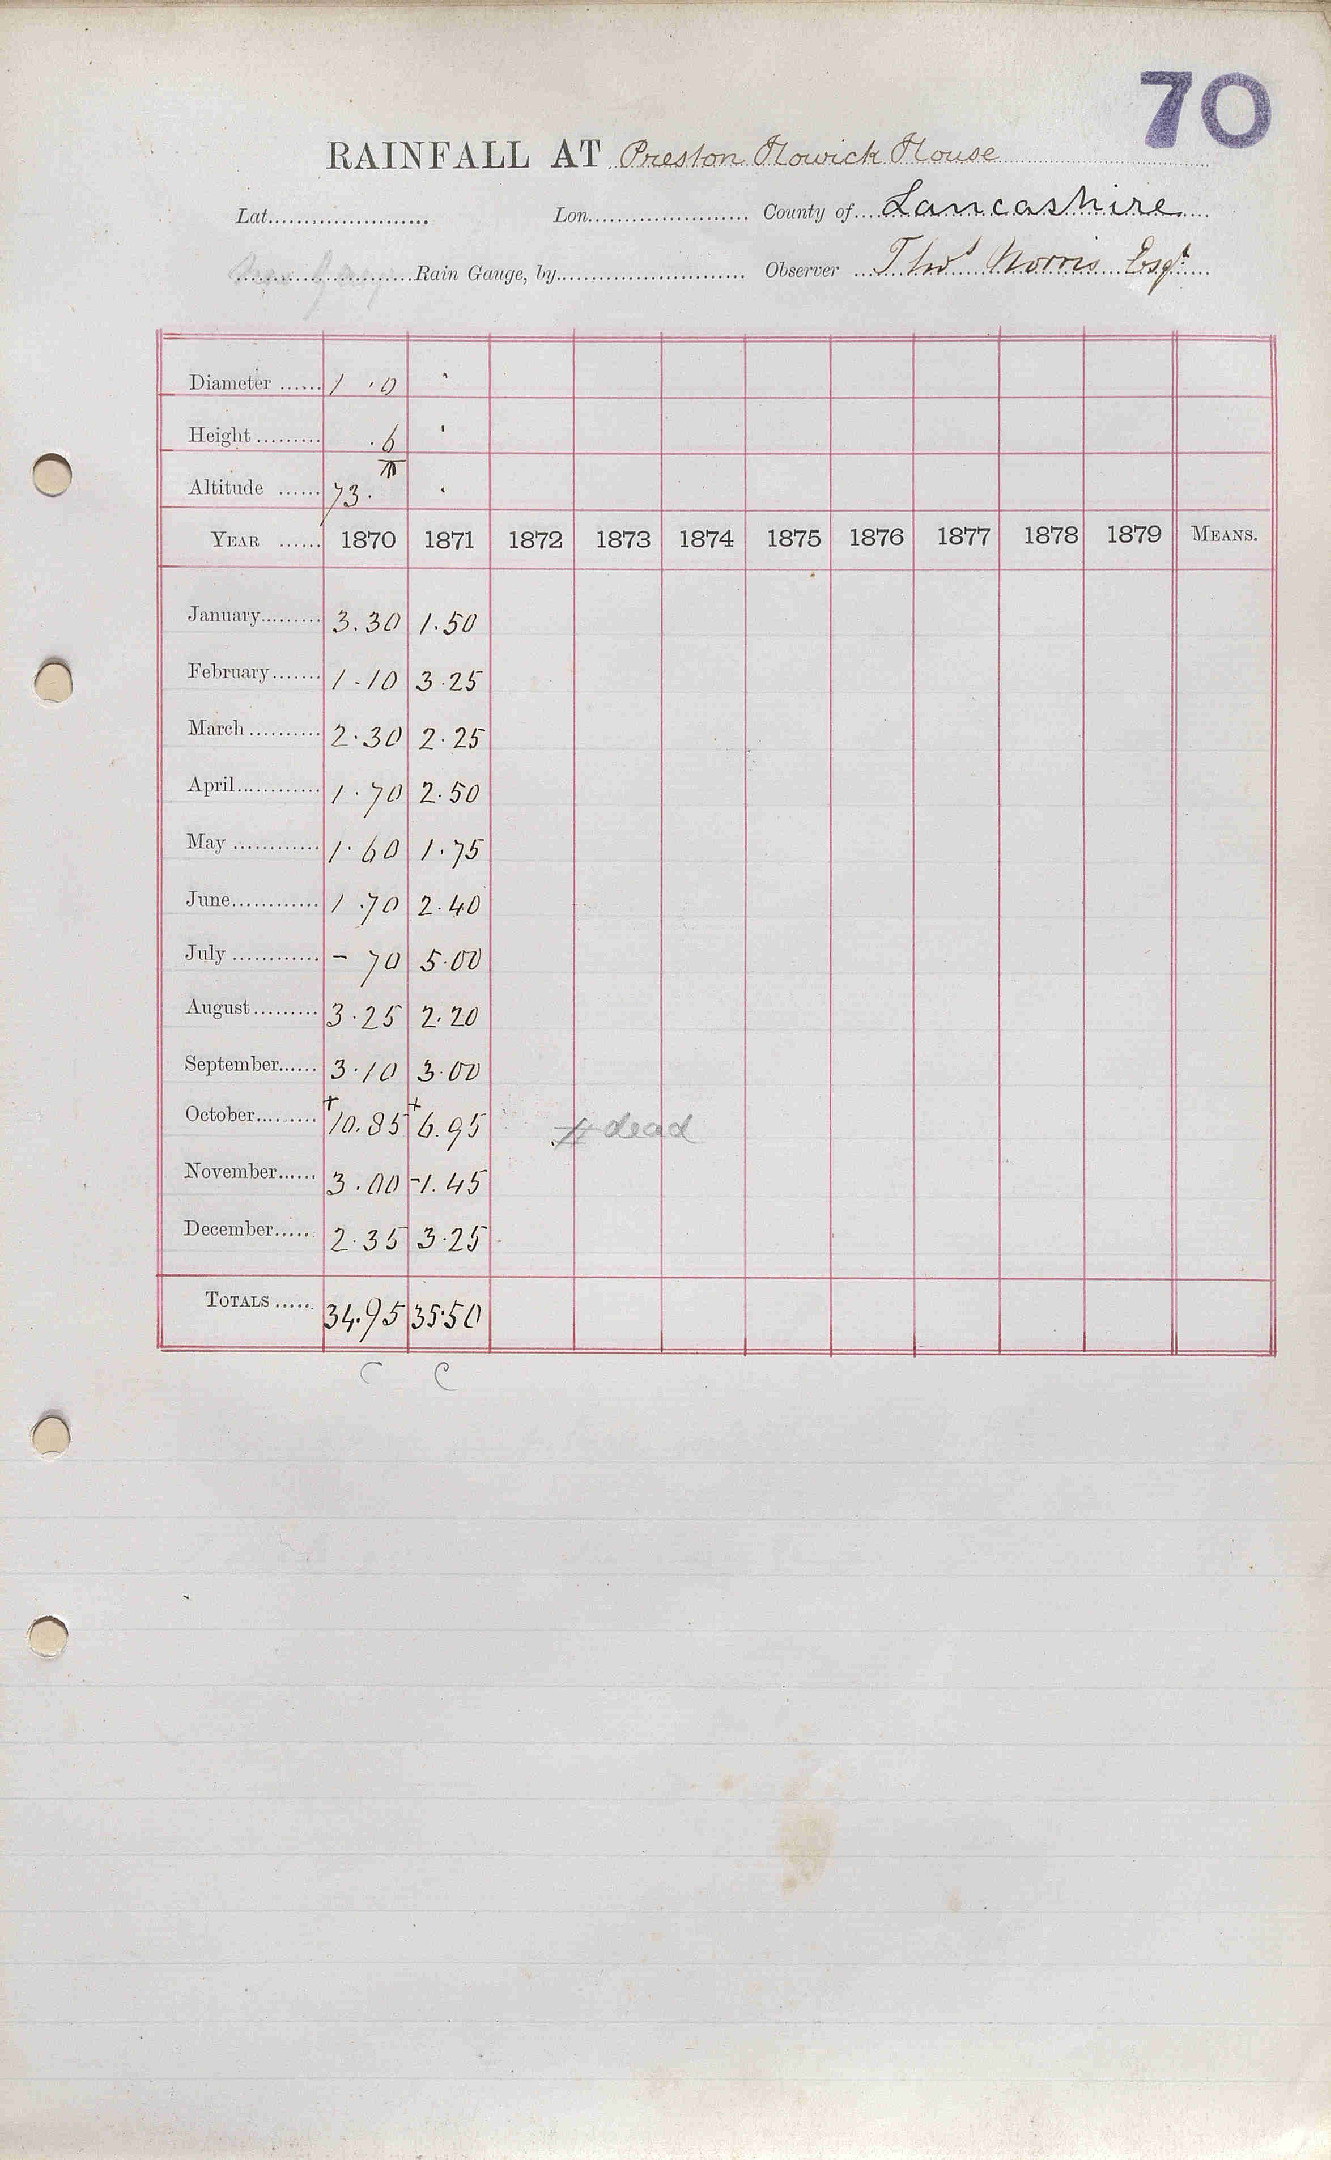 70
RAINFALL AT Preston Howick House
Lat...................... Lon...................... County of.... Lancashire
Rain Gauge, by.......................... Observer ... Thos Norris Esqr
Diameter ...... 1 .0 .
Height ......... .6 .
Altitude ...... 73. .
YEAR ...... 1870 1871 1872 1873 1874 1875 1876 1877 1878 1879 MEANS.
January......... 3.30 1.50
February....... 1.10 3.25
March .......... 2.30 2.25
April............ 1.70 2.50
May ............ 1.60 1.75
June............ 1.70 2.40
July ............ - 70 5.00
August......... 3.25 2.20
September...... 3.10 3.00
October......... +10.85 +6.95 dead
November...... 3.00 -1.45
December..... 2.35 3.25
TOTALS ..... 34.95 35.50
C C